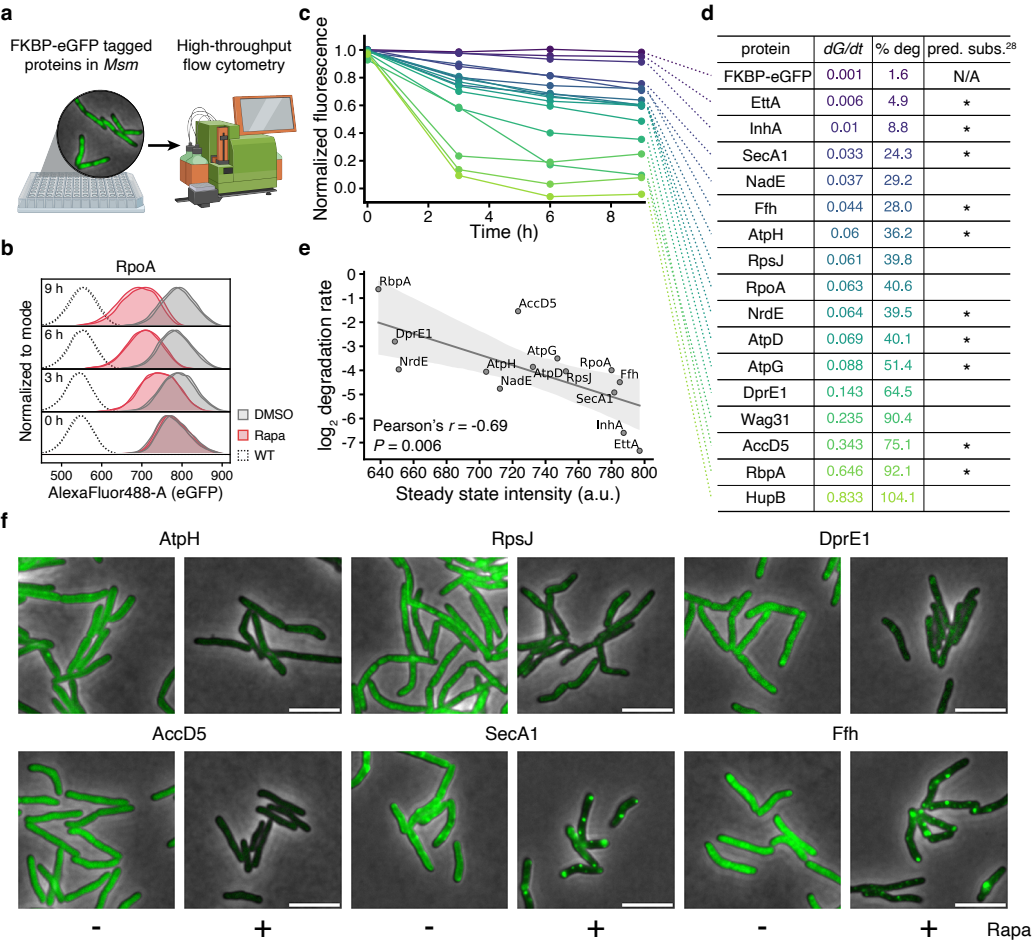 a
FKBP-eGFP tagged
proteins in Msm
High-throughput
flow cytometry
b
RpoA
9 h
6 h
3 h
0 h
Normalized to mode
500 600 700 800 900
AlexaFluor488-A (eGFP)
DMSO
Rapa
WT
c
Normalized fluorescence
1.0
0.8
0.6
0.4
0.2
0.0
0 2 4 6 8
Time (h)
d
protein dG/dt % deg pred. subs.28
FKBP-eGFP 0.001 1.6 N/A
EttA 0.006 4.9 *
InhA 0.01 8.8 *
SecA1 0.033 24.3 *
NadE 0.037 29.2
Ffh 0.044 28.0 *
AtpH 0.06 36.2 *
RpsJ 0.061 39.8
RpoA 0.063 40.6
NrdE 0.064 39.5 *
AtpD 0.069 40.1 *
AtpG 0.088 51.4 *
DprE1 0.143 64.5
Wag31 0.235 90.4
AccD5 0.343 75.1 *
RbpA 0.646 92.1 *
HupB 0.833 104.1
e
log2 degradation rate
0
-1
-2
-3
-4
-5
-6
-7
RbpA
AccD5
DprE1
NrdE
AtpH
NadE
AtpG
AtpD
RpsJ
RpoA
Ffh
SecA1
InhA
EttA
Pearson's r = -0.69
P = 0.006
640 660 680 700 720 740 760 780 800
Steady state intensity (a.u.)
f
AtpH RpsJ DprE1
AccD5 SecA1 Ffh
- + - + - + Rapa